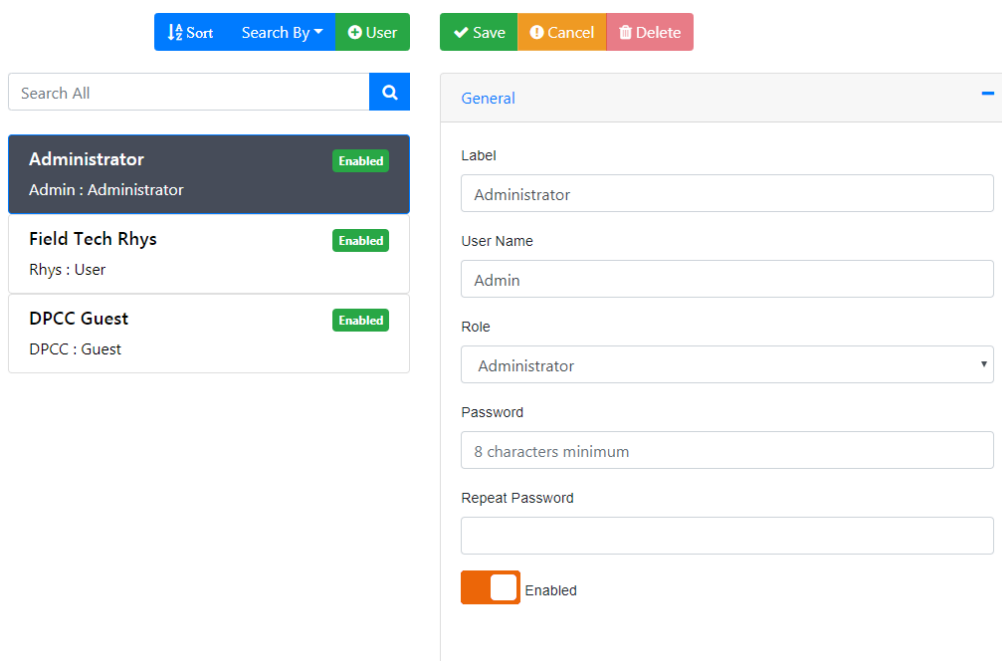 Sort Search By User
Save Cancel Delete
Search All
Administrator Enabled
Admin : Administrator
Field Tech Rhys Enabled
Rhys : User
DPCC Guest Enabled
DPCC : Guest
General
Label
Administrator
User Name
Admin
Role
Administrator
Password
8 characters minimum
Repeat Password
Enabled